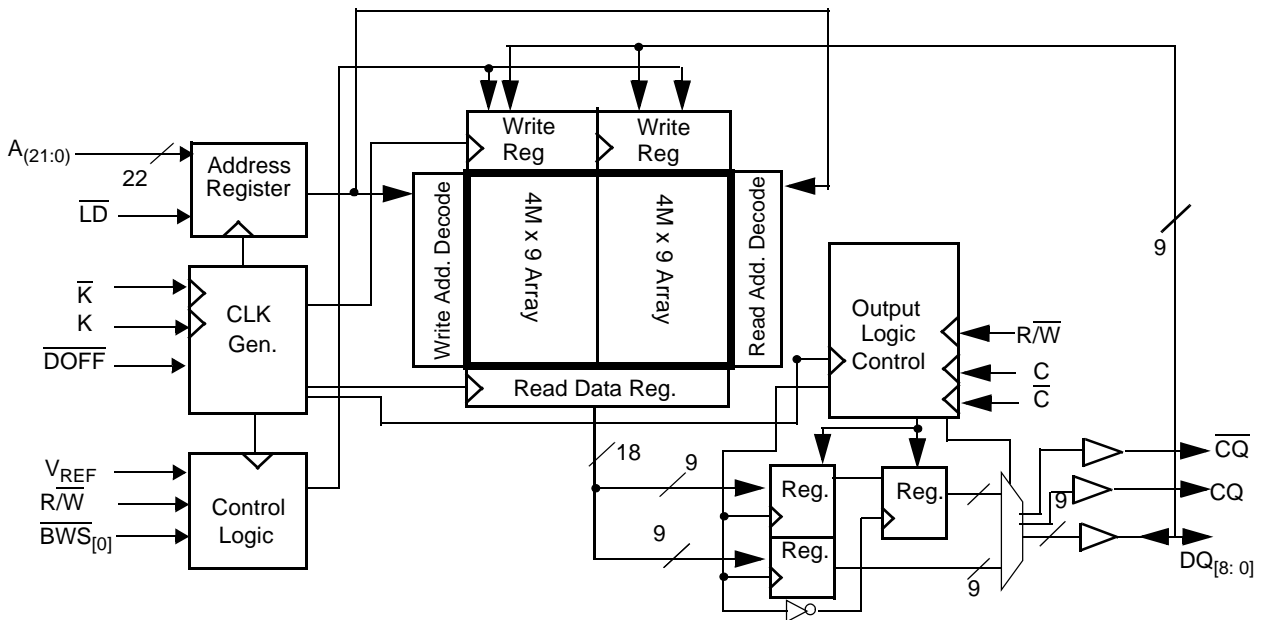 A(21:0)
22
LD
Address
Register
K
K
DOFF
CLK
Gen.
VREF
R/W
BWS[0]
Control
Logic
Write
Reg
Write
Reg
Write Add. Decode
4M x 9 Array
4M x 9 Array
Read Add. Decode
Read Data Reg.
9
Output
Logic
Control
R/W
C
C
18
9
9
Reg.
Reg.
Reg.
9
9
CQ
CQ
DQ[8: 0]